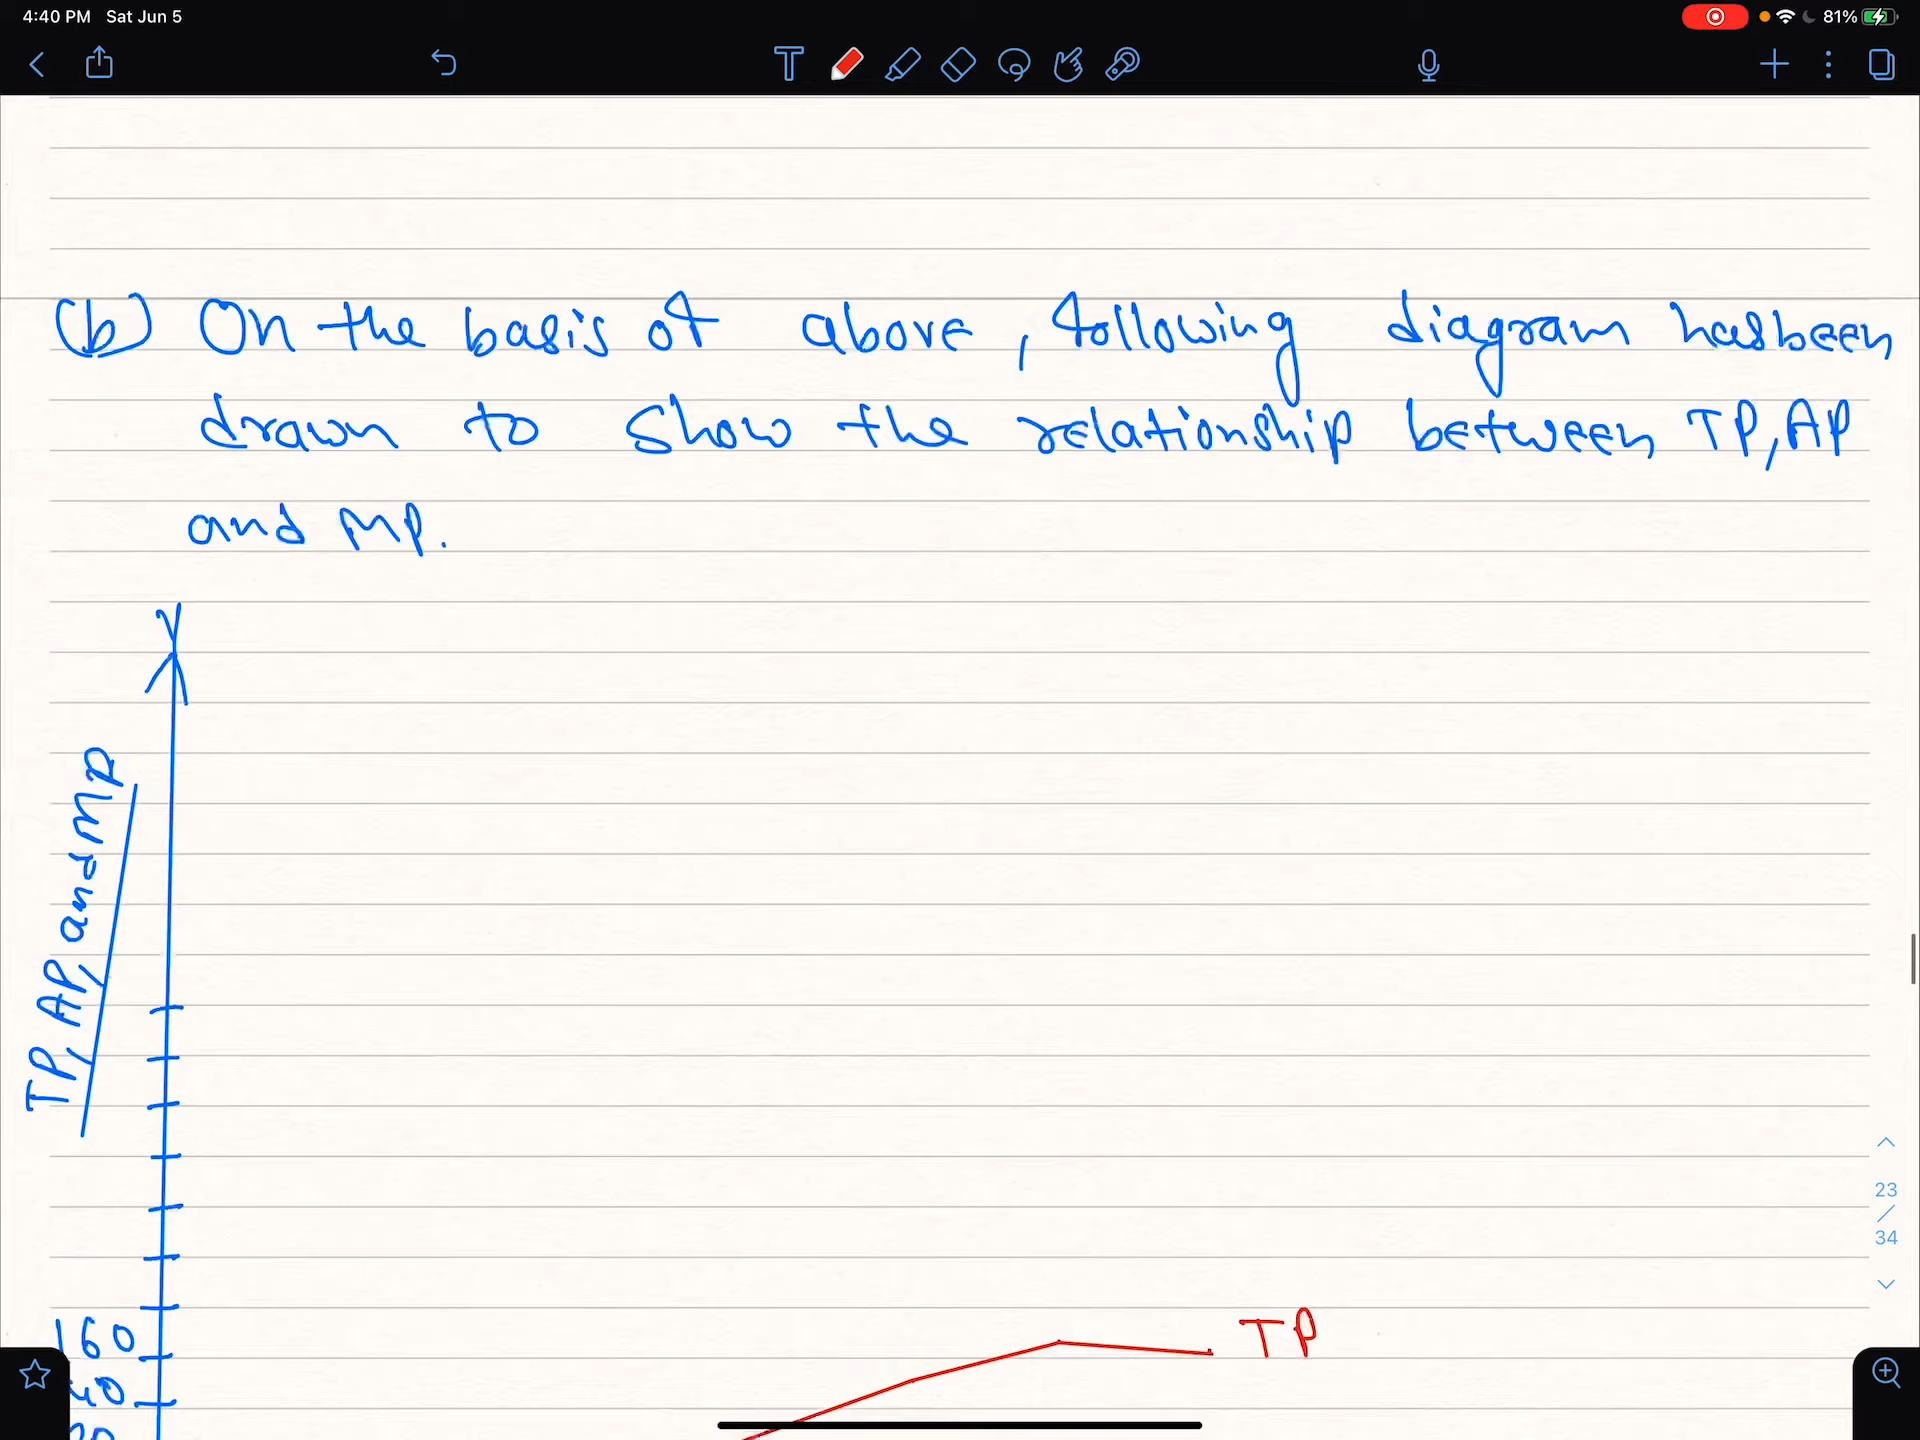 4:40 PM Sat Jun 5
81%
(b) On the basis of above, following diagram has been
drawn to show the relationship between TP, AP
and MP.
Y
TP, AP, and MP
23
/
34
160
TP
40